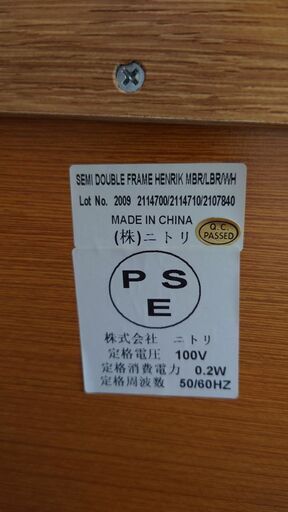 SEMI DOUBLE FRAME HENRIK MBR/LBR/WH
Lot No. 2009 2114700/2114710/2107840
MADE IN CHINA
(株)ニトリ
Q.C.
PASSED
P S
E
株式会社 ニトリ
定格電圧 100V
定格消費電力 0.2W
定格周波数 50/60HZ